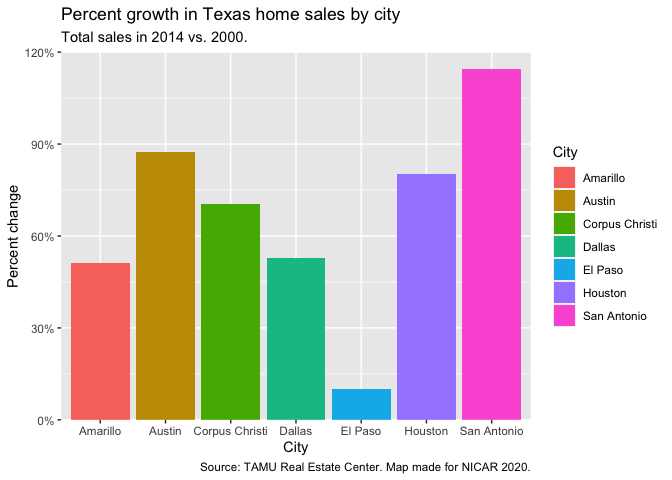 Percent growth in Texas home sales by city
Total sales in 2014 vs. 2000.
Percent change
120%
90%
60%
30%
0%
Amarillo Austin Corpus Christi Dallas El Paso Houston San Antonio
City
City
Amarillo
Austin
Corpus Christi
Dallas
El Paso
Houston
San Antonio
Source: TAMU Real Estate Center. Map made for NICAR 2020.